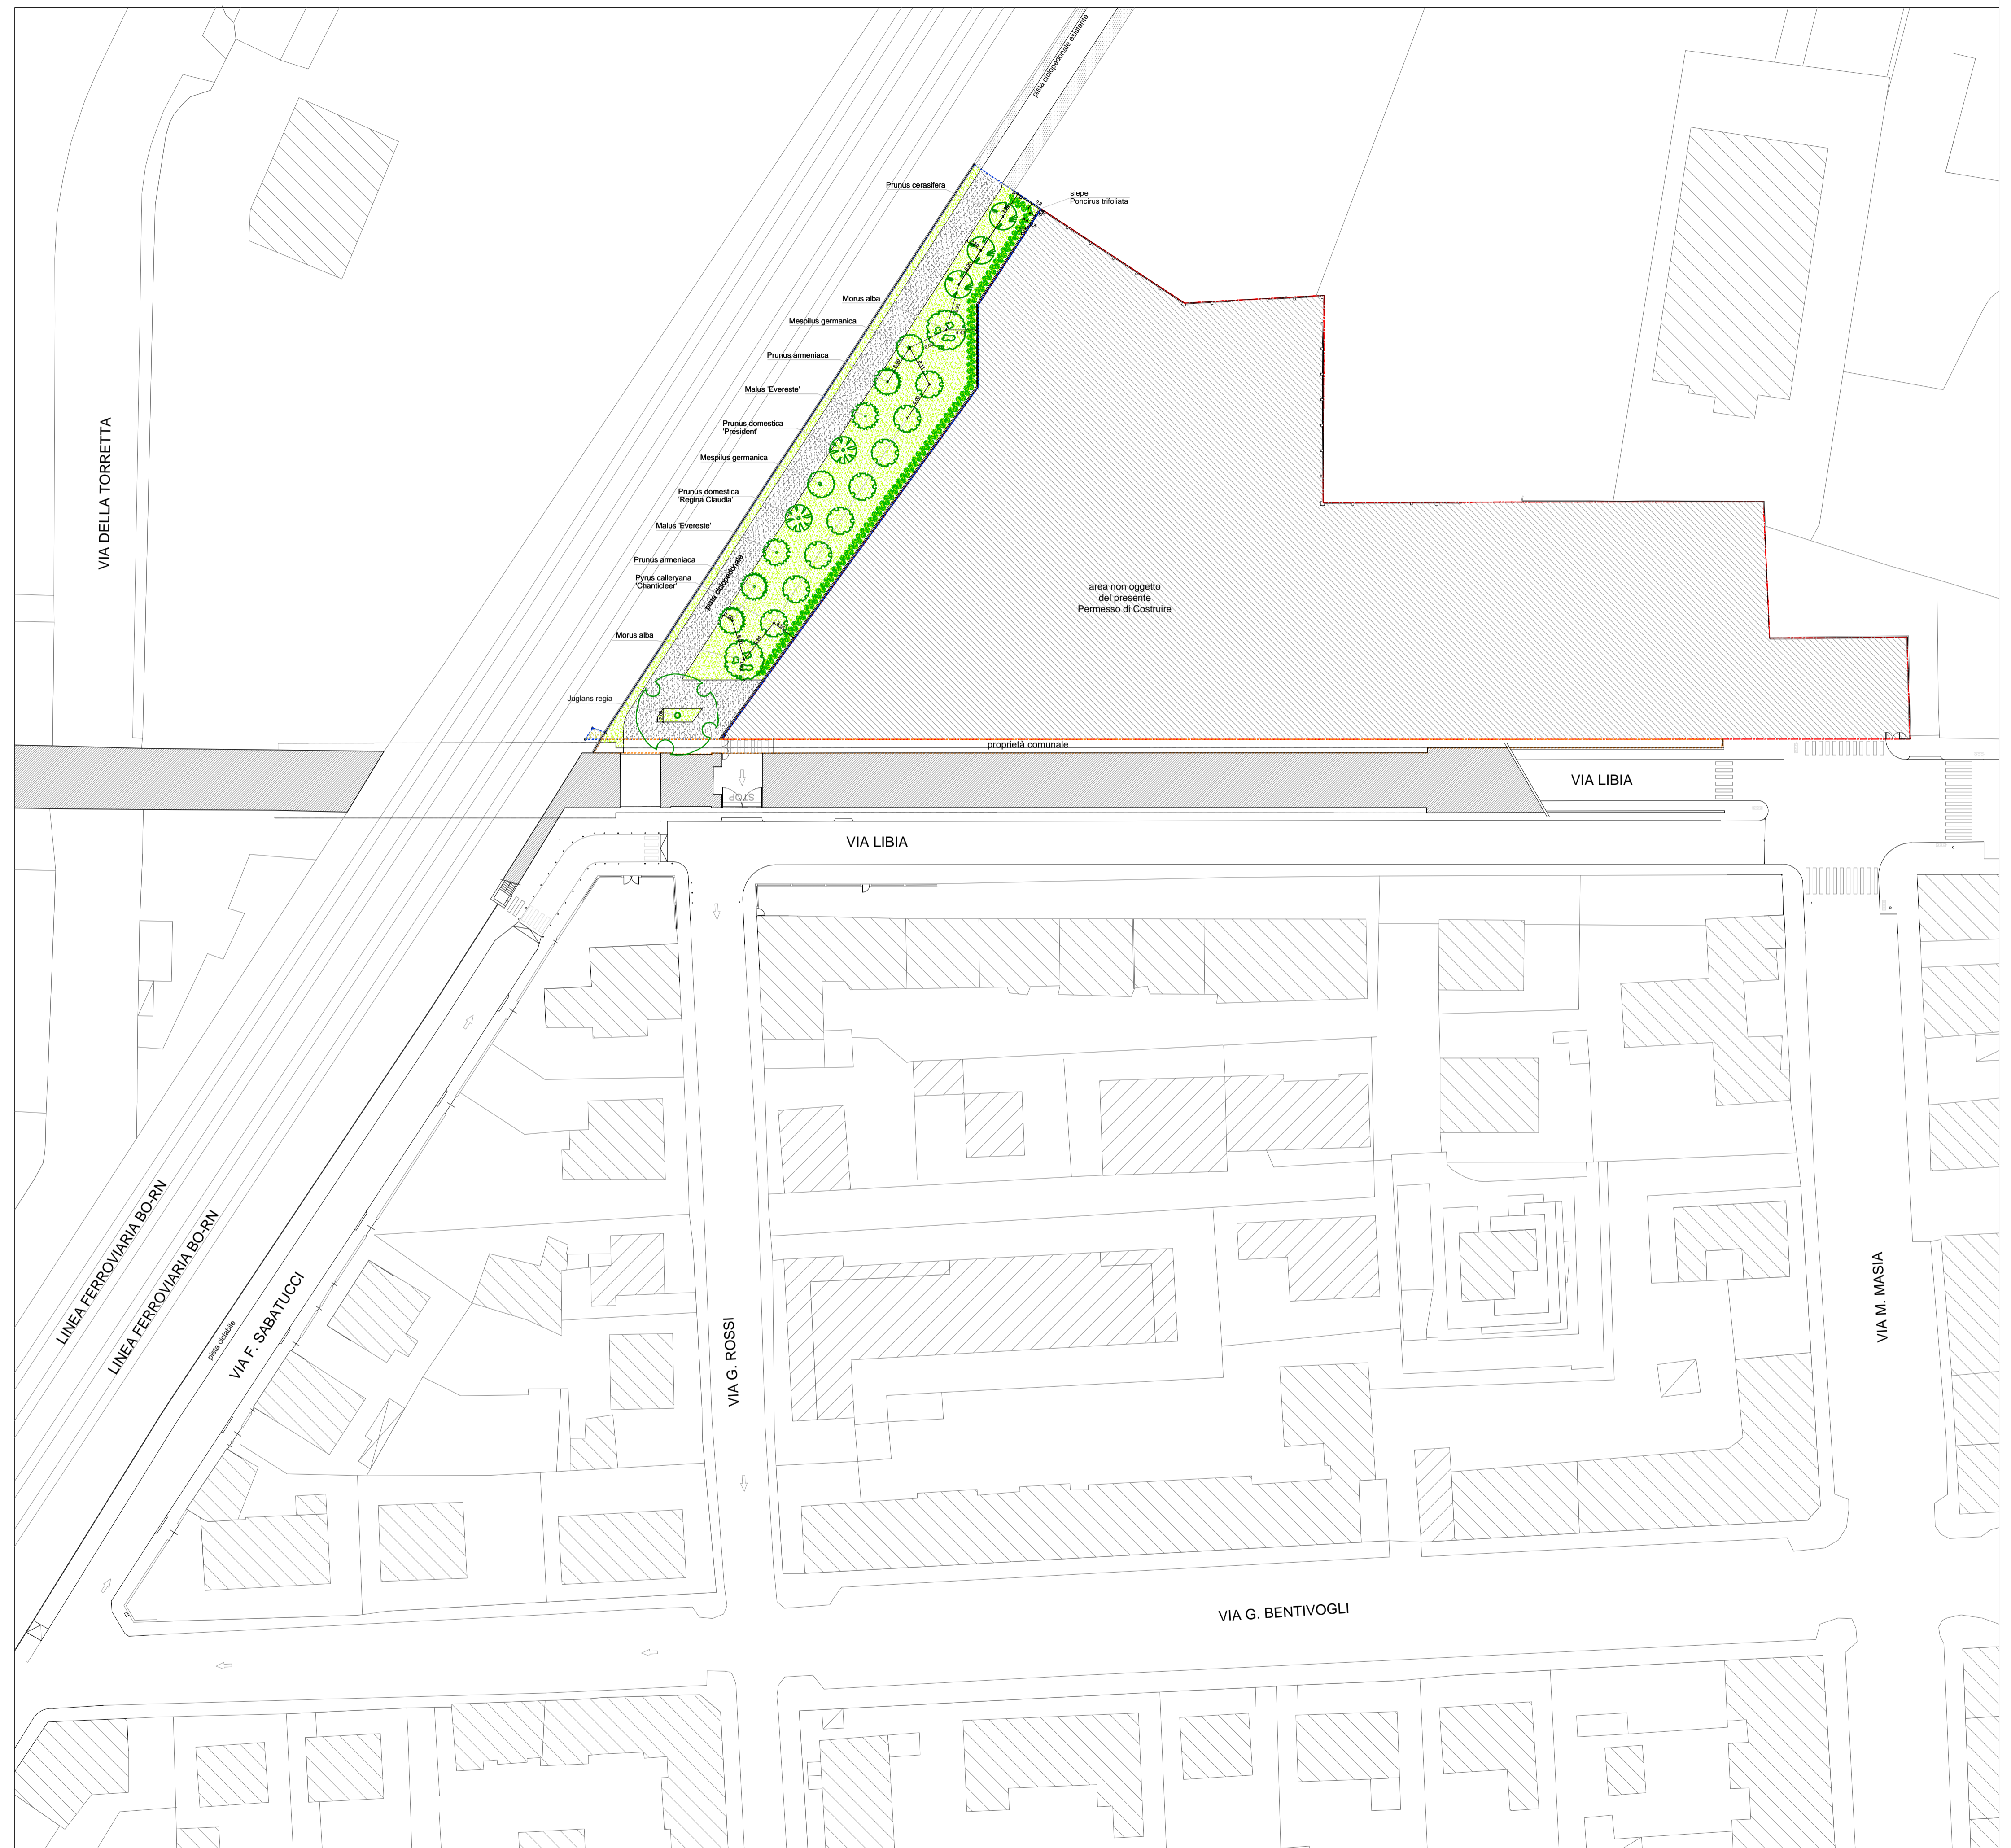 pista ciclopedonale esistente
Prunus cerasifera
siepe
Poncirus trifoliata
Morus alba
Mespilus germanica
Prunus armeniaca
Malus 'Evereste'
Prunus domestica
'Président'
Mespilus germanica
Prunus domestica
'Regina Claudia'
Malus 'Evereste'
Prunus armeniaca
Pyrus calleryana
'Chanticleer'
pista ciclopedonale
Morus alba
Juglans regia
VIA DELLA TORRETTA
area non oggetto
del presente
Permesso di Costruire
proprietà comunale
VIA LIBIA
STOP
VIA LIBIA
LINEA FERROVIARIA BO-RN
LINEA FERROVIARIA BO-RN
pista ciclabile
VIA F. SABATUCCI
VIA G. ROSSI
VIA M. MASIA
VIA G. BENTIVOGLI